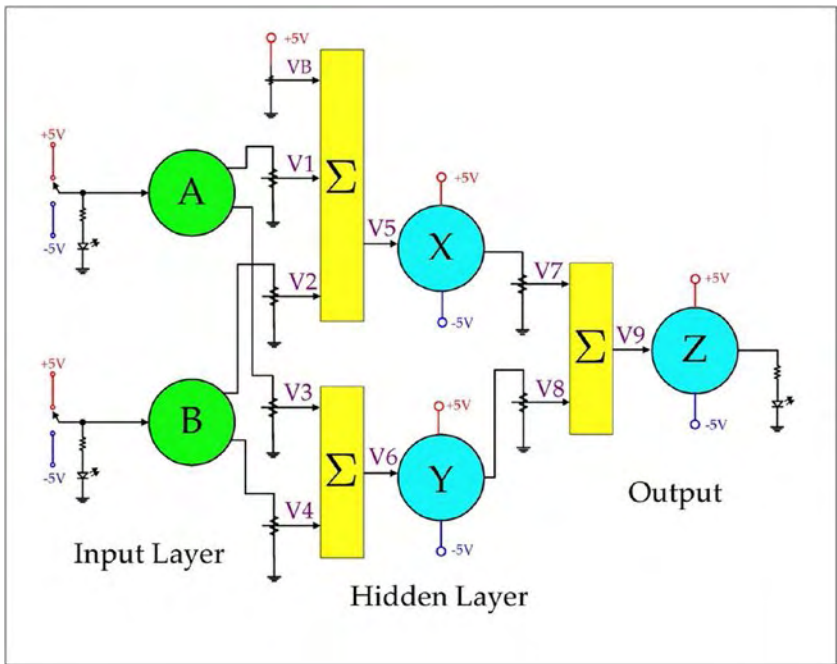 +5V
VB
+5V
A
V1
Σ
-5V
V5
+5V
X
V2
-5V
V7
+5V
+5V
B
V3
+5V
V8
Σ
V9
Z
-5V
V6
Y
-5V
Σ
V4
-5V
Output
Input Layer
Hidden Layer